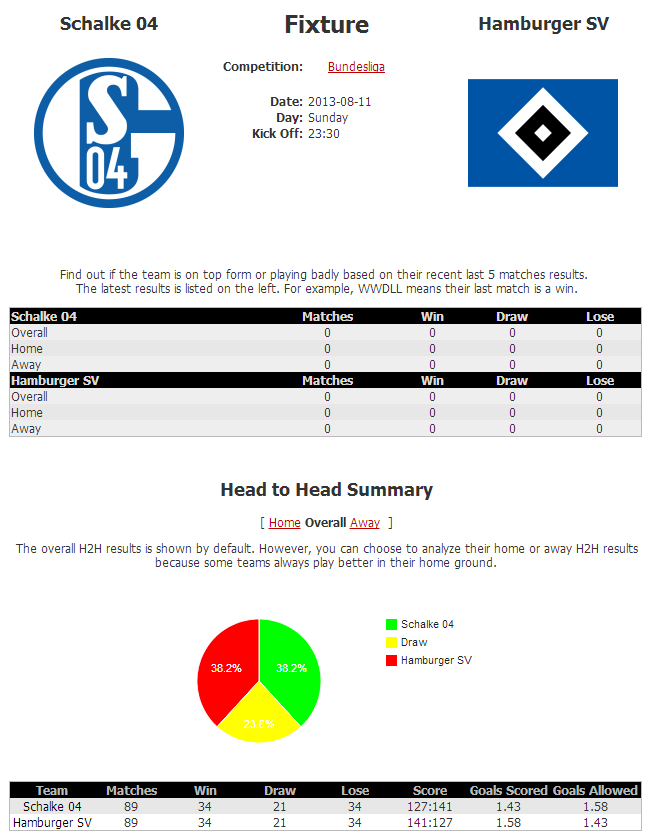 Schalke 04
Fixture
Hamburger SV
Competition: Bundesliga
Date: 2013-08-11
Day: Sunday
Kick Off: 23:30
S
04
Find out if the team is on top form or playing badly based on their recent last 5 matches results.
The latest results is listed on the left. For example, WWDLL means their last match is a win.
Schalke 04 Matches Win Draw Lose
Overall 0 0 0 0
Home 0 0 0 0
Away 0 0 0 0
Hamburger SV Matches Win Draw Lose
Overall 0 0 0 0
Home 0 0 0 0
Away 0 0 0 0
Head to Head Summary
[ Home Overall Away ]
The overall H2H results is shown by default. However, you can choose to analyze their home or away H2H results
because some teams always play better in their home ground.
Schalke 04
Draw
Hamburger SV
38.2%
38.2%
23.6%
Team Matches Win Draw Lose Score Goals Scored Goals Allowed
Schalke 04 89 34 21 34 127:141 1.43 1.58
Hamburger SV 89 34 21 34 141:127 1.58 1.43